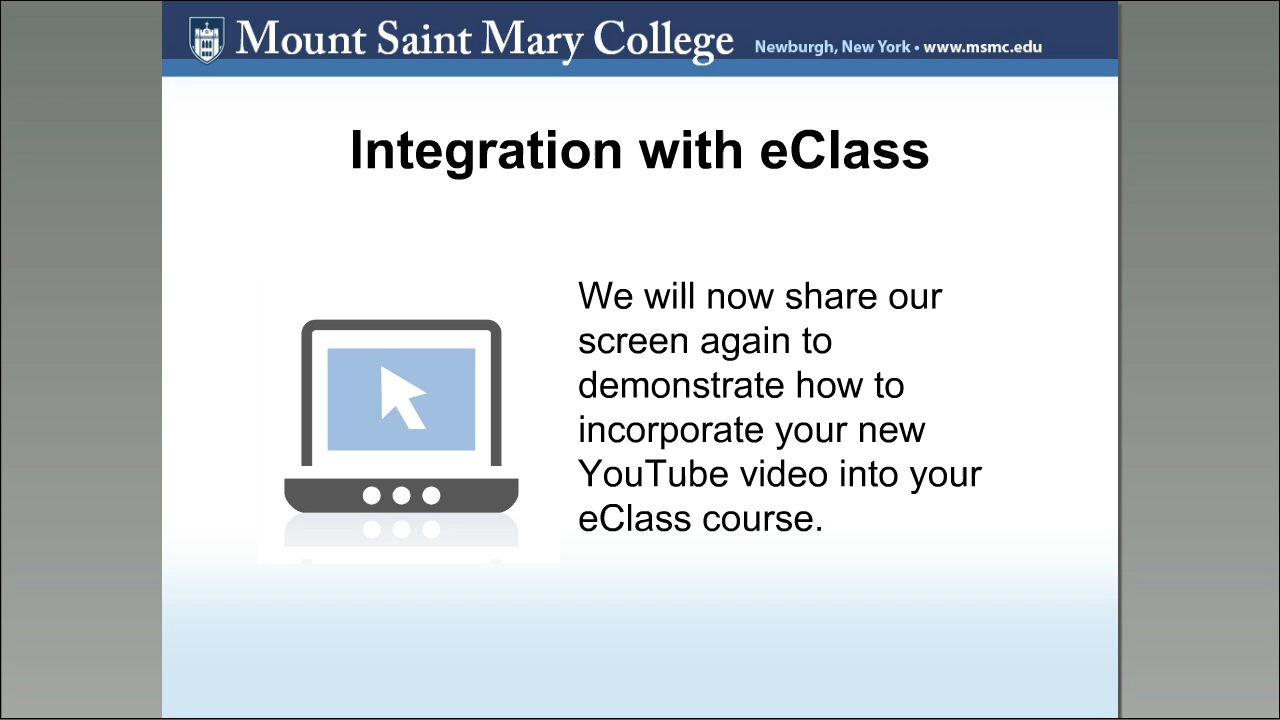 Mount Saint Mary College Newburgh, New York • www.msmc.edu
Integration with eClass
We will now share our
screen again to
demonstrate how to
incorporate your new
YouTube video into your
eClass course.